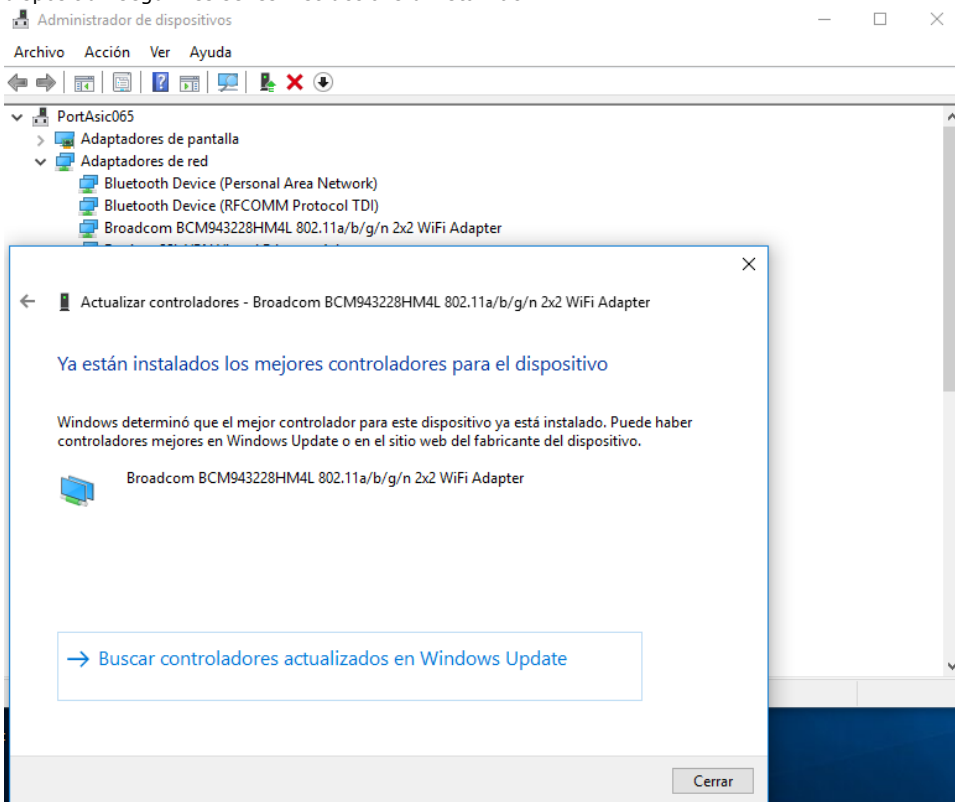 Administrador de dispositivos
Archivo Acción Ver Ayuda
PortAsic065
Adaptadores de pantalla
Adaptadores de red
Bluetooth Device (Personal Area Network)
Bluetooth Device (RFCOMM Protocol TDI)
Broadcom BCM943228HM4L 802.11a/b/g/n 2x2 WiFi Adapter
Actualizar controladores - Broadcom BCM943228HM4L 802.11a/b/g/n 2x2 WiFi Adapter
Ya están instalados los mejores controladores para el dispositivo
Windows determinó que el mejor controlador para este dispositivo ya está instalado. Puede haber
controladores mejores en Windows Update o en el sitio web del fabricante del dispositivo.
Broadcom BCM943228HM4L 802.11a/b/g/n 2x2 WiFi Adapter
Buscar controladores actualizados en Windows Update
Cerrar